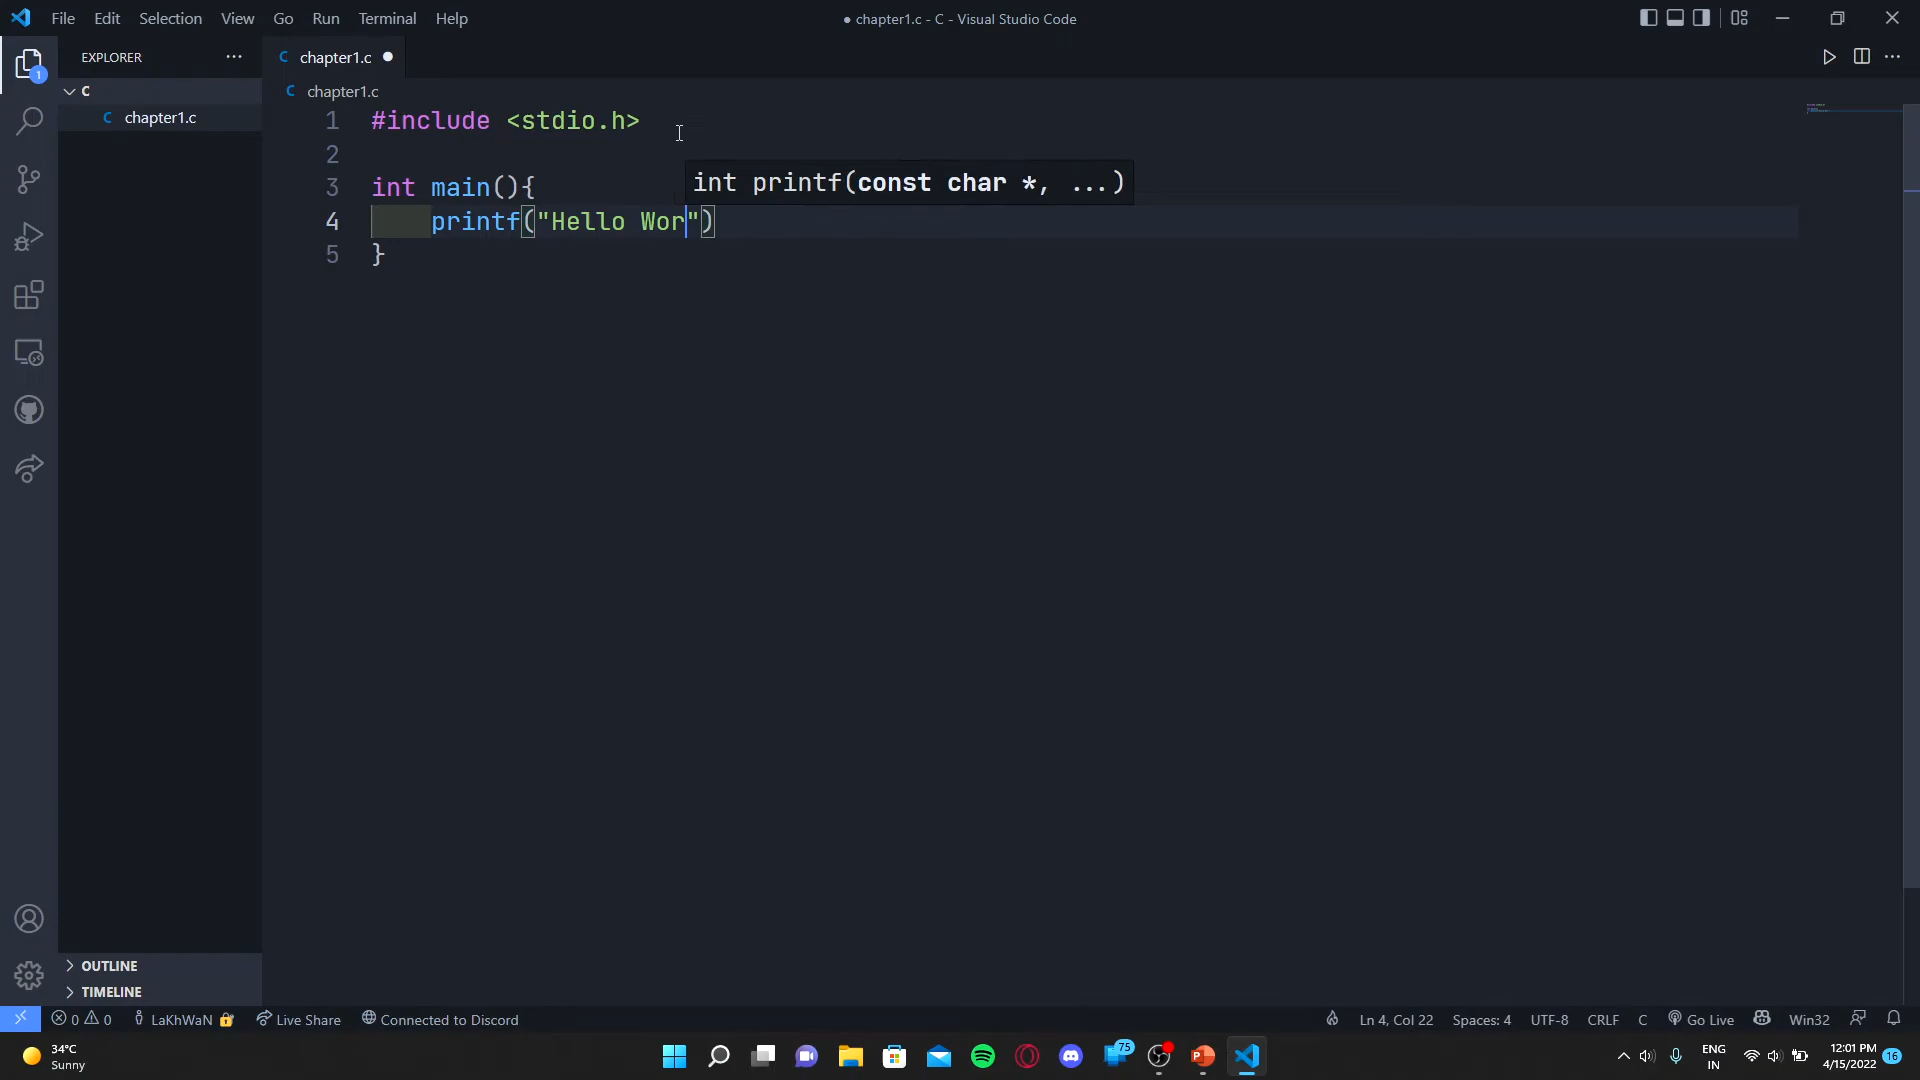 File Edit Selection View Go Run Terminal Help
● chapter1.c - C - Visual Studio Code
EXPLORER
C chapter1.c
1
C
C chapter1.c
C chapter1.c
1 #include <stdio.h>
2
3 int main(){
int printf(const char *, ...)
4 printf("Hello Wor")
5 }
OUTLINE
TIMELINE
0 0 LaKhWaN Live Share Connected to Discord
Ln 4, Col 22 Spaces: 4 UTF-8 CRLF C Go Live Win32
34°C
Sunny
75
P
ENG
IN
12:01 PM
4/15/2022
16